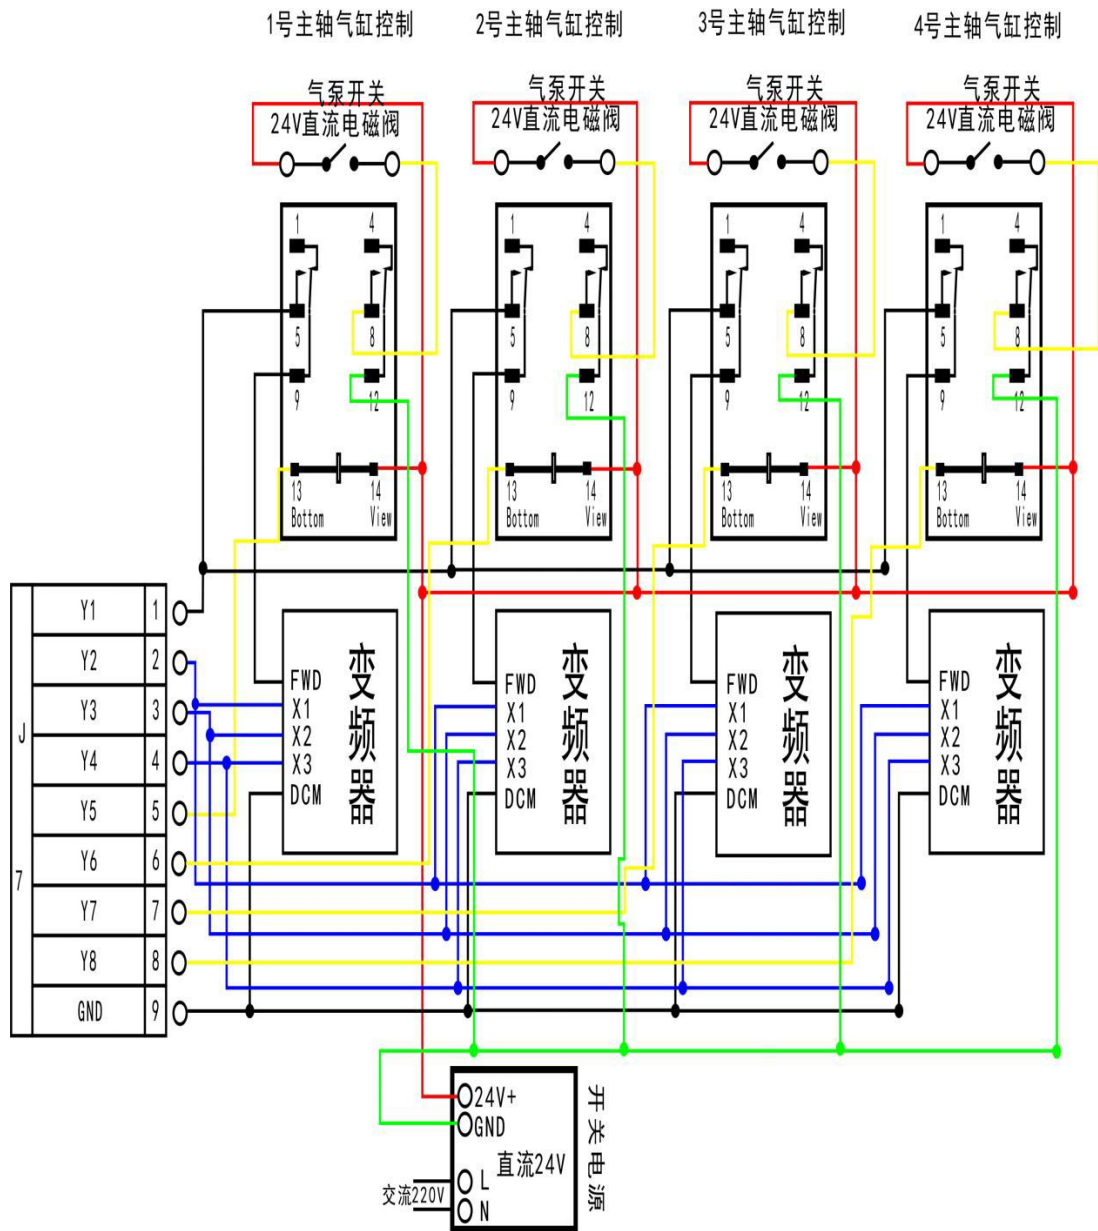 1号主轴气缸控制
2号主轴气缸控制
3号主轴气缸控制
4号主轴气缸控制
气泵开关
24V直流电磁阀
气泵开关
24V直流电磁阀
气泵开关
24V直流电磁阀
气泵开关
24V直流电磁阀
1 4
5 8
9 12
13 14
Bottom View
1 4
5 8
9 12
13 14
Bottom View
1 4
5 8
9 12
13 14
Bottom View
1 4
5 8
9 12
13 14
Bottom View
J7
Y1 1
Y2 2
Y3 3
Y4 4
Y5 5
Y6 6
Y7 7
Y8 8
GND 9
FWD
X1
X2
X3
DCM
变频器
FWD
X1
X2
X3
DCM
变频器
FWD
X1
X2
X3
DCM
变频器
FWD
X1
X2
X3
DCM
变频器
24V+
GND
直流24V
L
N
交流220V
开关电源